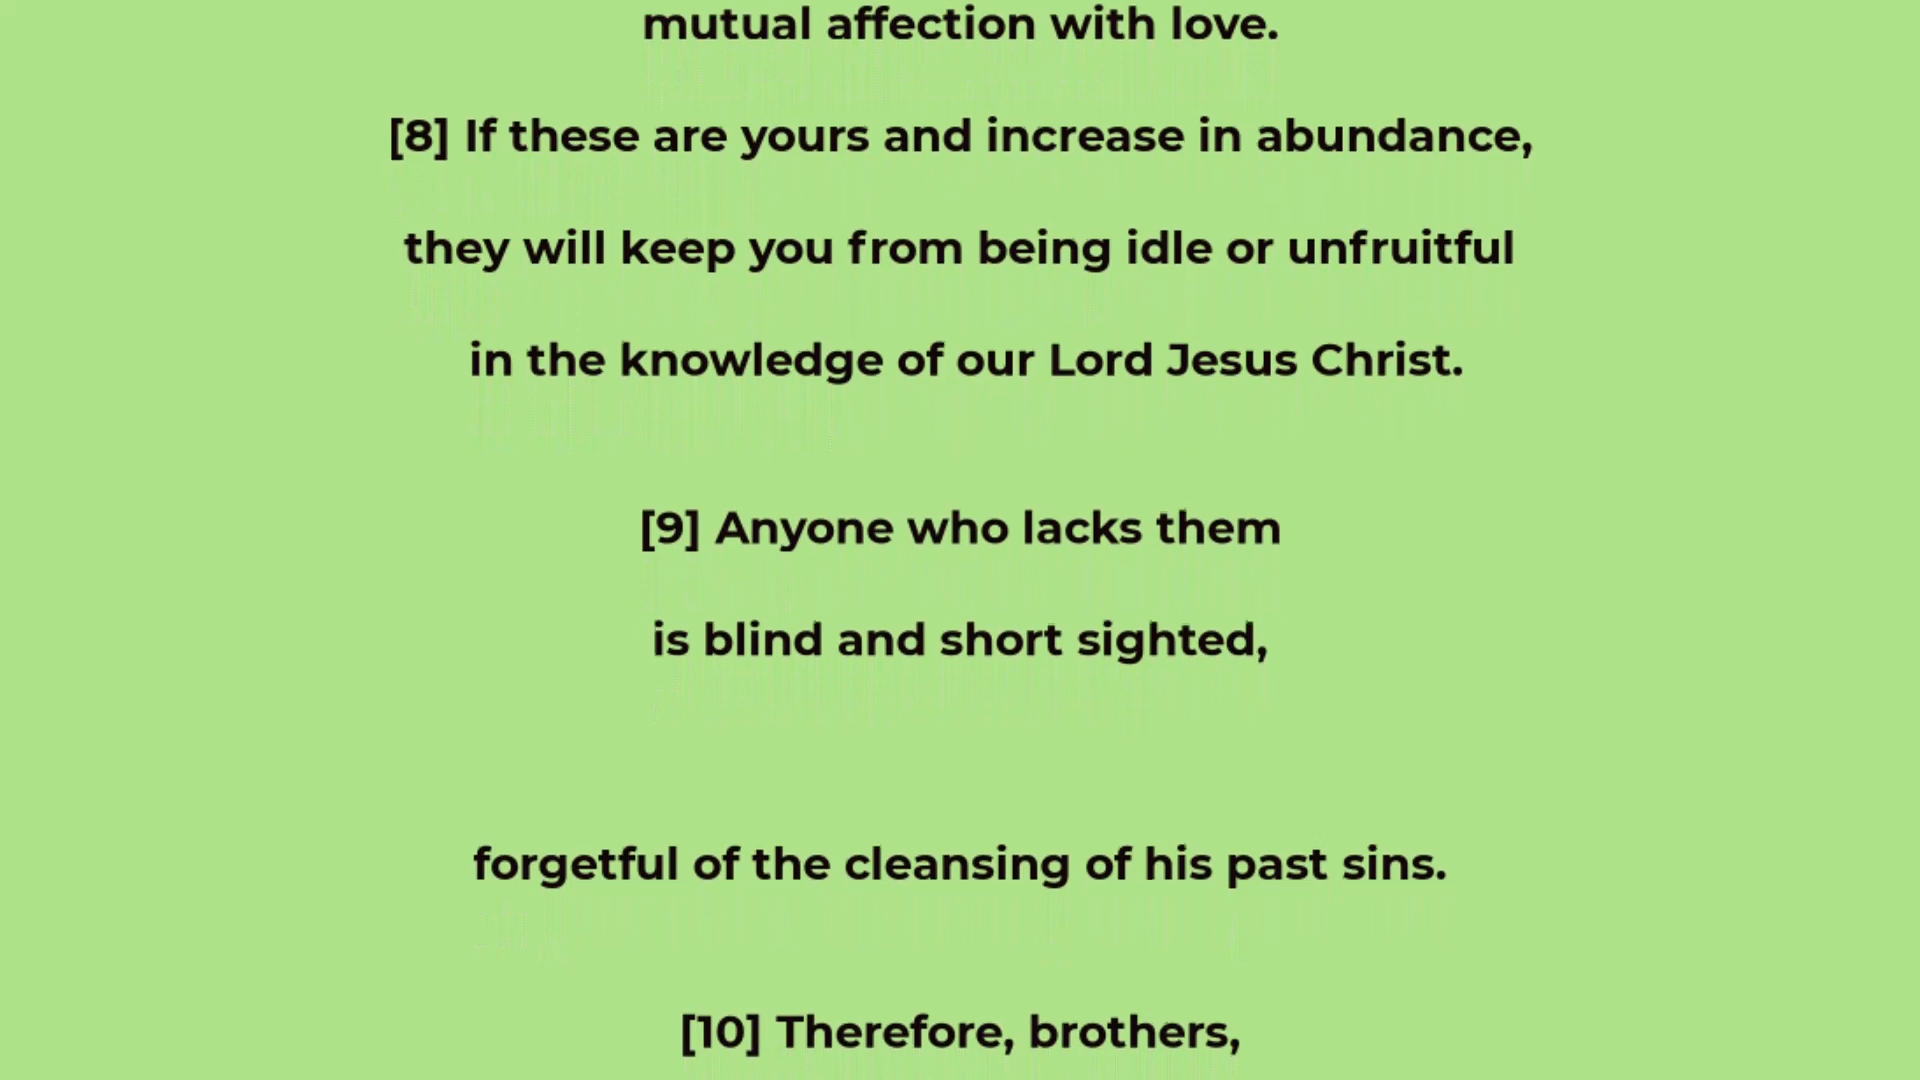 mutual affection with love.
[8] If these are yours and increase in abundance,
they will keep you from being idle or unfruitful
in the knowledge of our Lord Jesus Christ.
[9] Anyone who lacks them
is blind and short sighted,
forgetful of the cleansing of his past sins.
[10] Therefore, brothers,